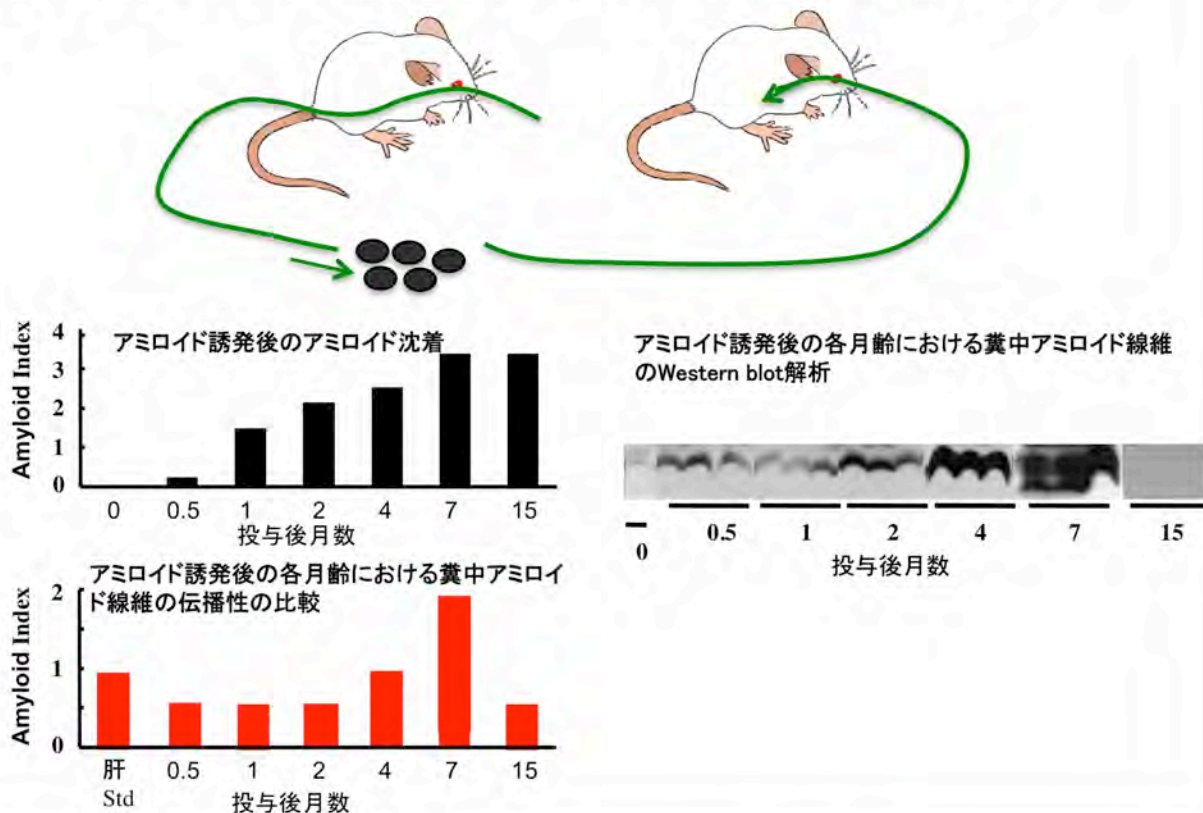 アミロイド誘発後のアミロイド沈着
Amyloid Index
4
3
2
1
0
0 0.5 1 2 4 7 15
投与後月数
アミロイド誘発後の各月齢における糞中アミロイド線維
のWestern blot解析
0
0.5 1 2 4 7 15
投与後月数
アミロイド誘発後の各月齢における糞中アミロイ
ド線維の伝播性の比較
Amyloid Index
2
1
0
肝 0.5 1 2 4 7 15
Std
投与後月数